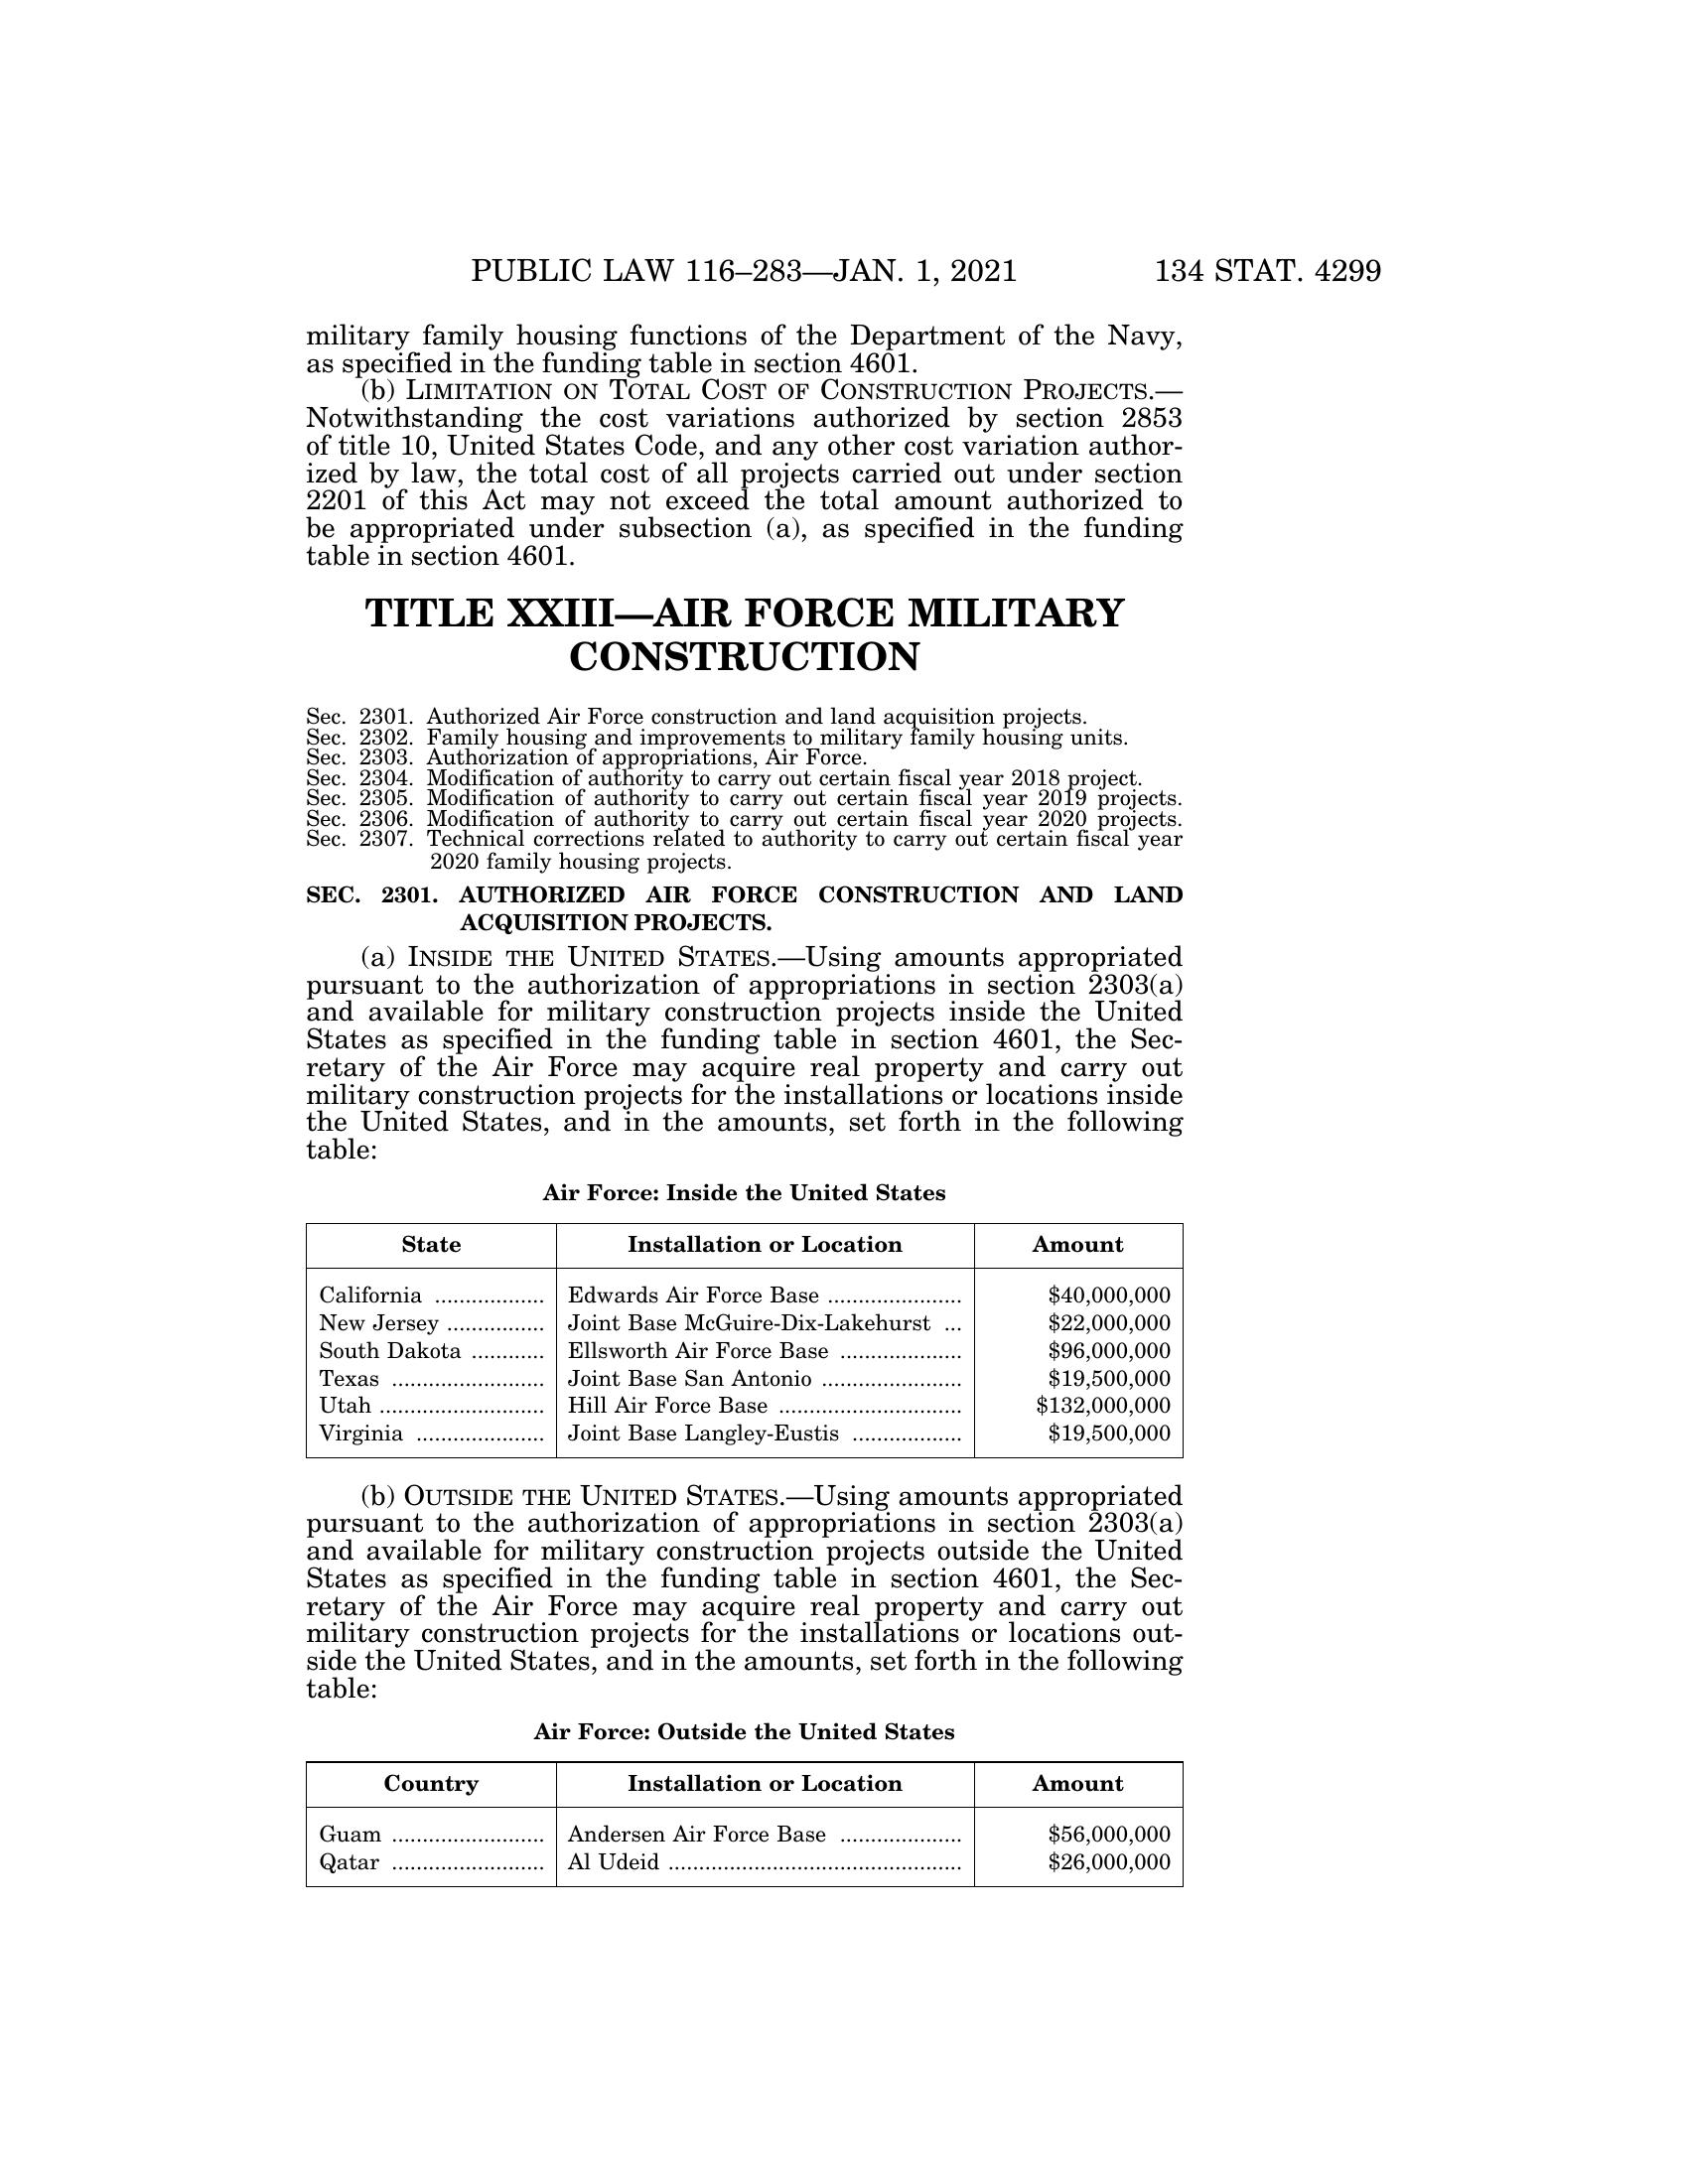 PUBLIC LAW 116–283—JAN. 1, 2021 134 STAT. 4299
military family housing functions of the Department of the Navy,
as specified in the funding table in section 4601.
(b) LIMITATION ON TOTAL COST OF CONSTRUCTION PROJECTS.—
Notwithstanding the cost variations authorized by section 2853
of title 10, United States Code, and any other cost variation author-
ized by law, the total cost of all projects carried out under section
2201 of this Act may not exceed the total amount authorized to
be appropriated under subsection (a), as specified in the funding
table in section 4601.
TITLE XXIII—AIR FORCE MILITARY
CONSTRUCTION
Sec. 2301. Authorized Air Force construction and land acquisition projects.
Sec. 2302. Family housing and improvements to military family housing units.
Sec. 2303. Authorization of appropriations, Air Force.
Sec. 2304. Modification of authority to carry out certain fiscal year 2018 project.
Sec. 2305. Modification of authority to carry out certain fiscal year 2019 projects.
Sec. 2306. Modification of authority to carry out certain fiscal year 2020 projects.
Sec. 2307. Technical corrections related to authority to carry out certain fiscal year
2020 family housing projects.
SEC. 2301. AUTHORIZED AIR FORCE CONSTRUCTION AND LAND
ACQUISITION PROJECTS.
(a) INSIDE THE UNITED STATES.—Using amounts appropriated
pursuant to the authorization of appropriations in section 2303(a)
and available for military construction projects inside the United
States as specified in the funding table in section 4601, the Sec-
retary of the Air Force may acquire real property and carry out
military construction projects for the installations or locations inside
the United States, and in the amounts, set forth in the following
table:
Air Force: Inside the United States
State Installation or Location Amount
California .................. Edwards Air Force Base ...................... $40,000,000
New Jersey ................ Joint Base McGuire-Dix-Lakehurst ... $22,000,000
South Dakota ............ Ellsworth Air Force Base .................... $96,000,000
Texas ......................... Joint Base San Antonio ....................... $19,500,000
Utah ........................... Hill Air Force Base .............................. $132,000,000
Virginia ..................... Joint Base Langley-Eustis .................. $19,500,000
(b) OUTSIDE THE UNITED STATES.—Using amounts appropriated
pursuant to the authorization of appropriations in section 2303(a)
and available for military construction projects outside the United
States as specified in the funding table in section 4601, the Sec-
retary of the Air Force may acquire real property and carry out
military construction projects for the installations or locations out-
side the United States, and in the amounts, set forth in the following
table:
Air Force: Outside the United States
Country Installation or Location Amount
Guam ......................... Andersen Air Force Base .................... $56,000,000
Qatar ......................... Al Udeid ................................................ $26,000,000